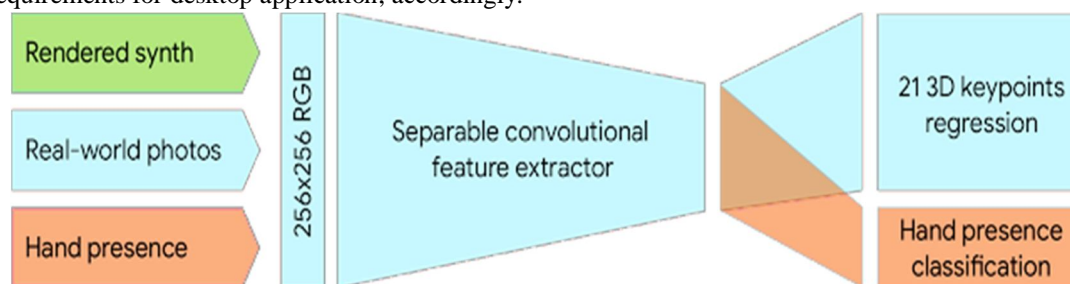 equirements for desktop application, accordingly.
Rendered synth
Real-world photos
Hand presence
256x256 RGB
Separable convolutional
feature extractor
21 3D keypoints
regression
Hand presence
classification